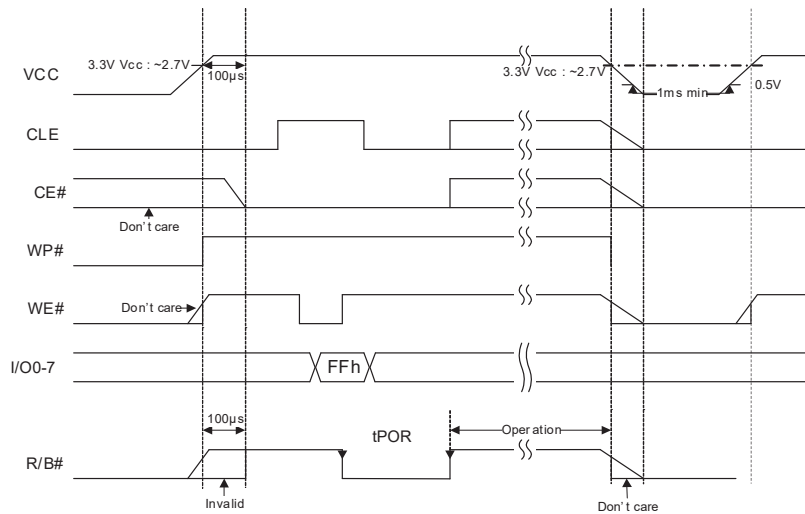 VCC
3.3V Vcc : ~2.7V
100µs
3.3V Vcc : ~2.7V
1ms min
0.5V
CLE
CE#
Don't care
WP#
WE#
Don't care
I/O0-7
FFh
100µs
tPOR
Operation
R/B#
Invalid
Don't care